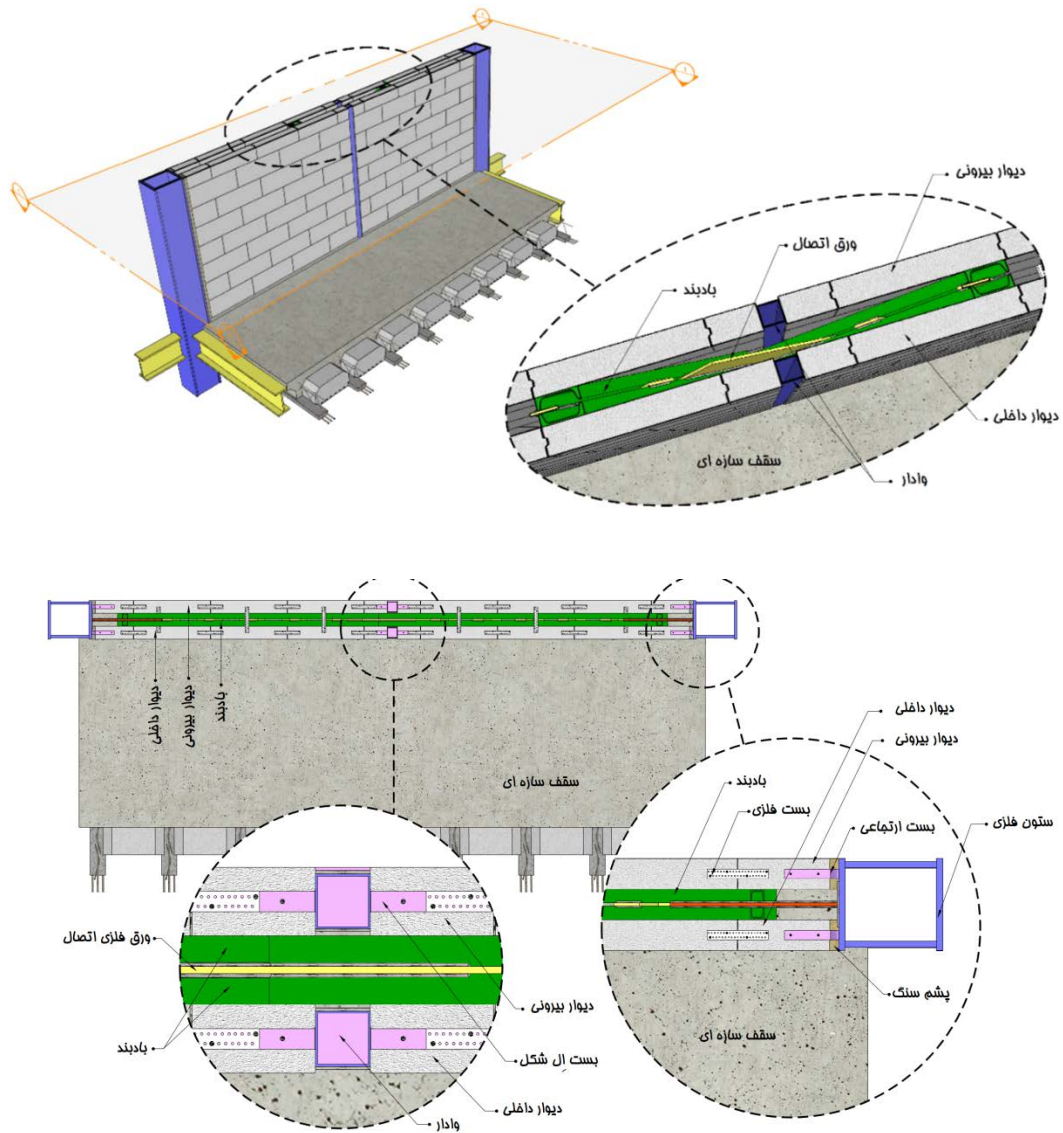 دیوار بیرونی
ورق اتصال
بادبند
دیوار داخلی
سقف سازه ای
وادار
دیوار داخلی
دیوار بیرونی
بادبند
سقف سازه ای
دیوار داخلی
دیوار بیرونی
بادبند
بست فلزی
بست ارتجاعی
ستون فلزی
پشم سنگ
سقف سازه ای
ورق فلزی اتصال
بادبند
دیوار بیرونی
بست ال شکل
دیوار داخلی
وادار